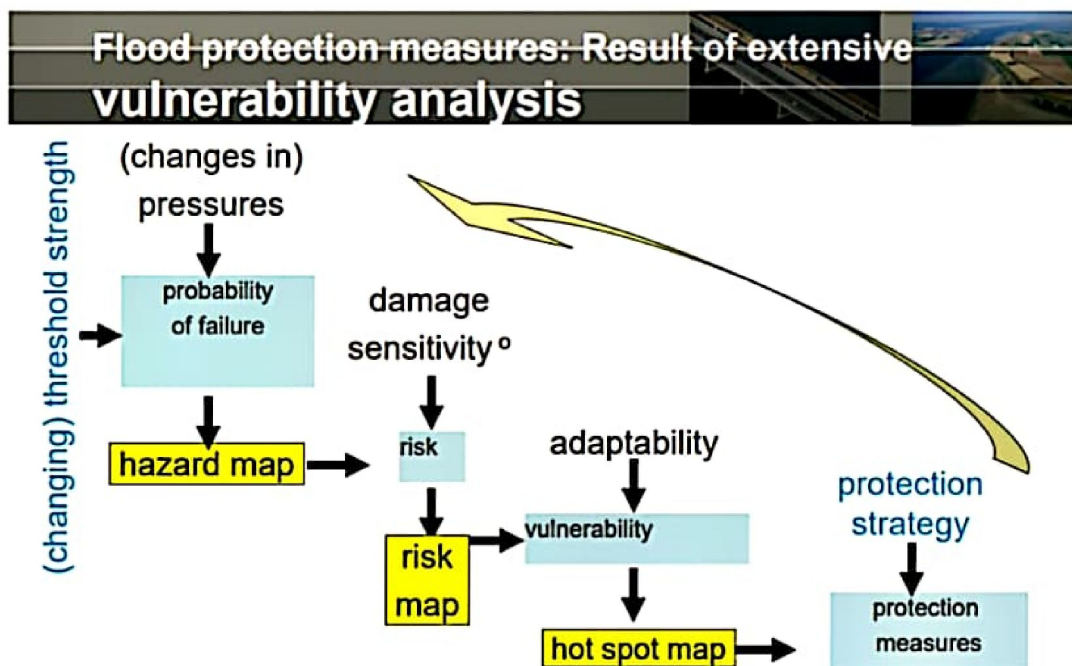 Flood protection measures: Result of extensive
vulnerability analysis
(changing) threshold strength
(changes in)
pressures
probability
of failure
damage
sensitivity °
hazard map
risk
adaptability
risk
map
vulnerability
hot spot map
protection
strategy
protection
measures